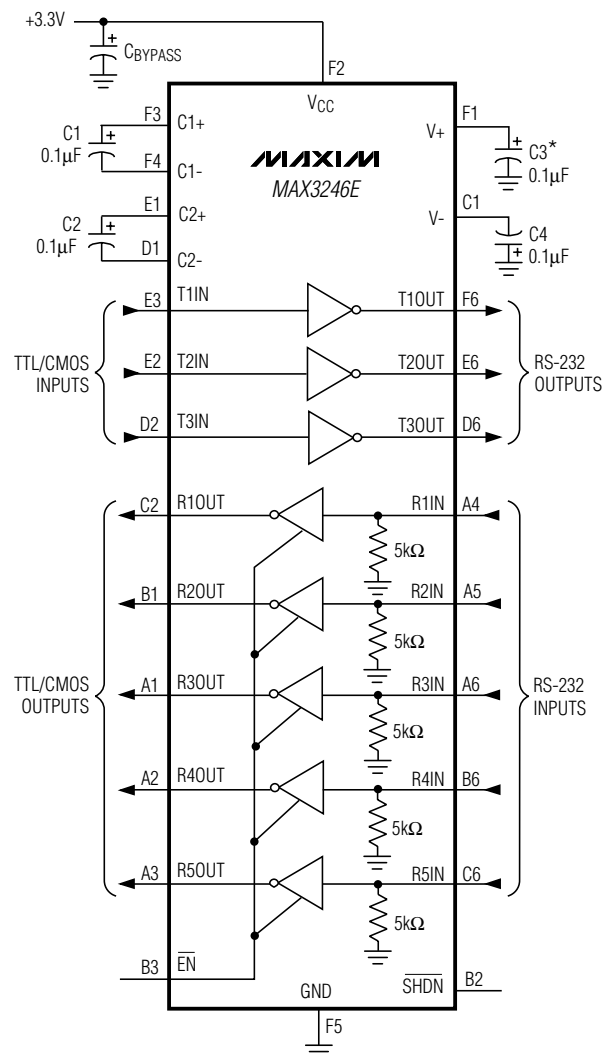 +3.3V
CBYPASS
F2
VCC
F3
C1+
F1
V+
C1
0.1µF
C3*
0.1µF
F4
C1-
MAXIM
MAX3246E
E1
C2+
C1
V-
C2
0.1µF
C4
0.1µF
D1
C2-
E3 T1IN T1OUT F6
TTL/CMOS
INPUTS
E2 T2IN T2OUT E6
RS-232
OUTPUTS
D2 T3IN T3OUT D6
C2 R1OUT R1IN A4
5kΩ
B1 R2OUT R2IN A5
5kΩ
TTL/CMOS
OUTPUTS
A1 R3OUT R3IN A6
RS-232
INPUTS
5kΩ
A2 R4OUT R4IN B6
5kΩ
A3 R5OUT R5IN C6
5kΩ
B3 EN
GND
SHDN B2
F5